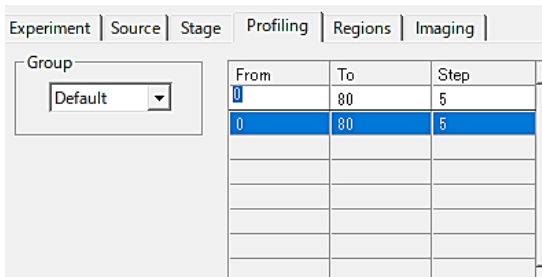 Experiment Source Stage Profiling Regions Imaging
Group
Default
From To Step
0 80 5
0 80 5